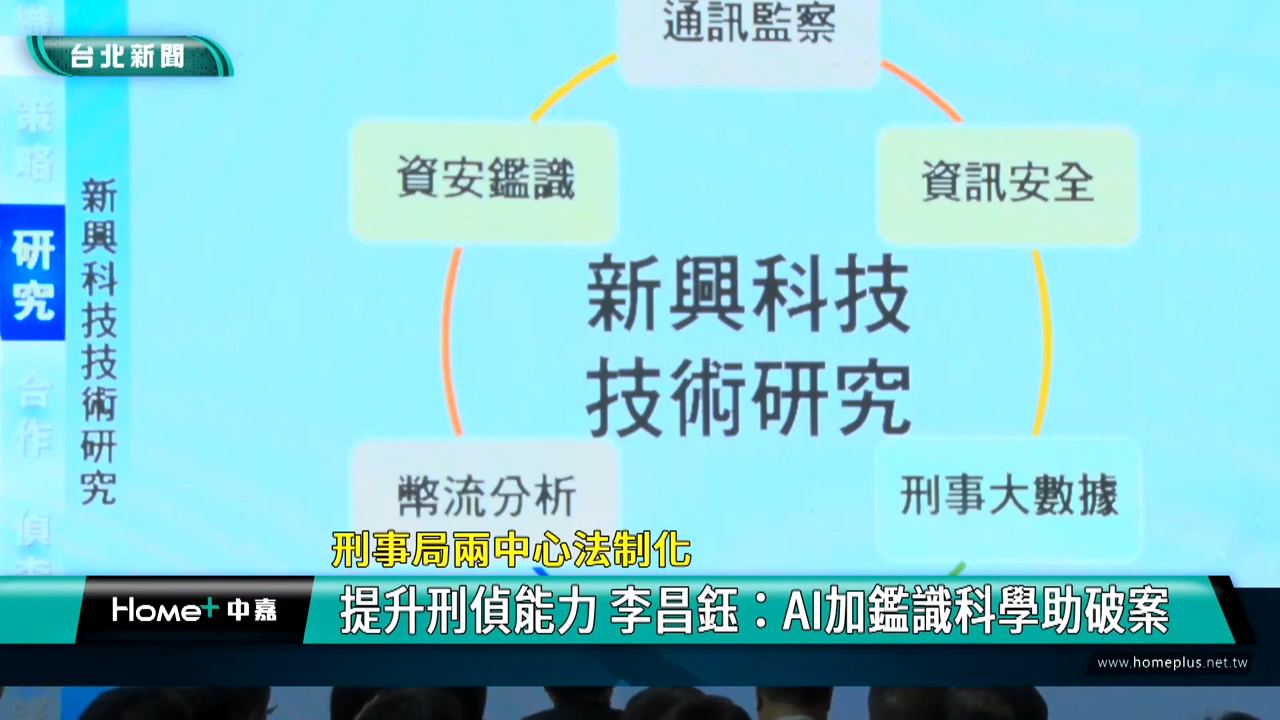 台北新聞
策略
研究
合作
新興科技技術研究
通訊監察
資安鑑識
資訊安全
新興科技
技術研究
幣流分析
刑事大數據
刑事局兩中心法制化
Home+中嘉
提升刑偵能力 李昌鈺：AI加鑑識科學助破案
www.homeplus.net.tw